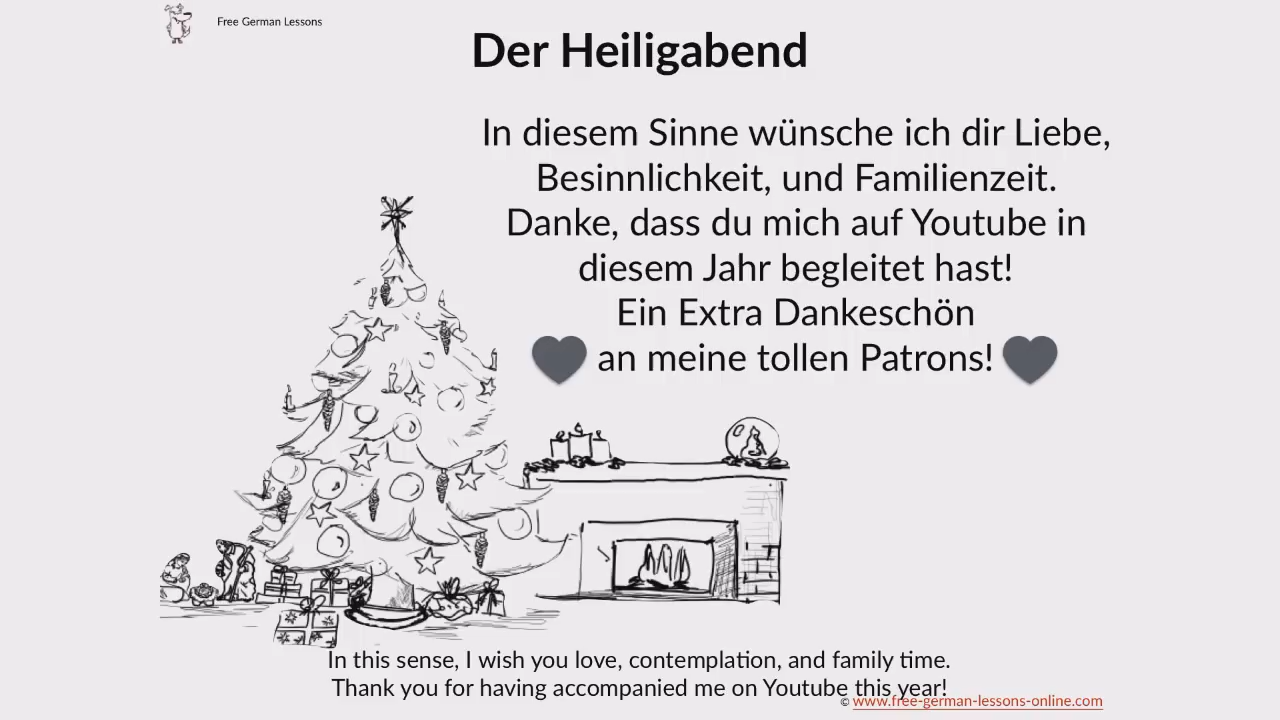 Free German Lessons
Der Heiligabend
In diesem Sinne wünsche ich dir Liebe,
Besinnlichkeit, und Familienzeit.
Danke, dass du mich auf Youtube in
diesem Jahr begleitet hast!
Ein Extra Dankeschön
an meine tollen Patrons!
In this sense, I wish you love, contemplation, and family time.
Thank you for having accompanied me on Youtube this year!
© www.free-german-lessons-online.com